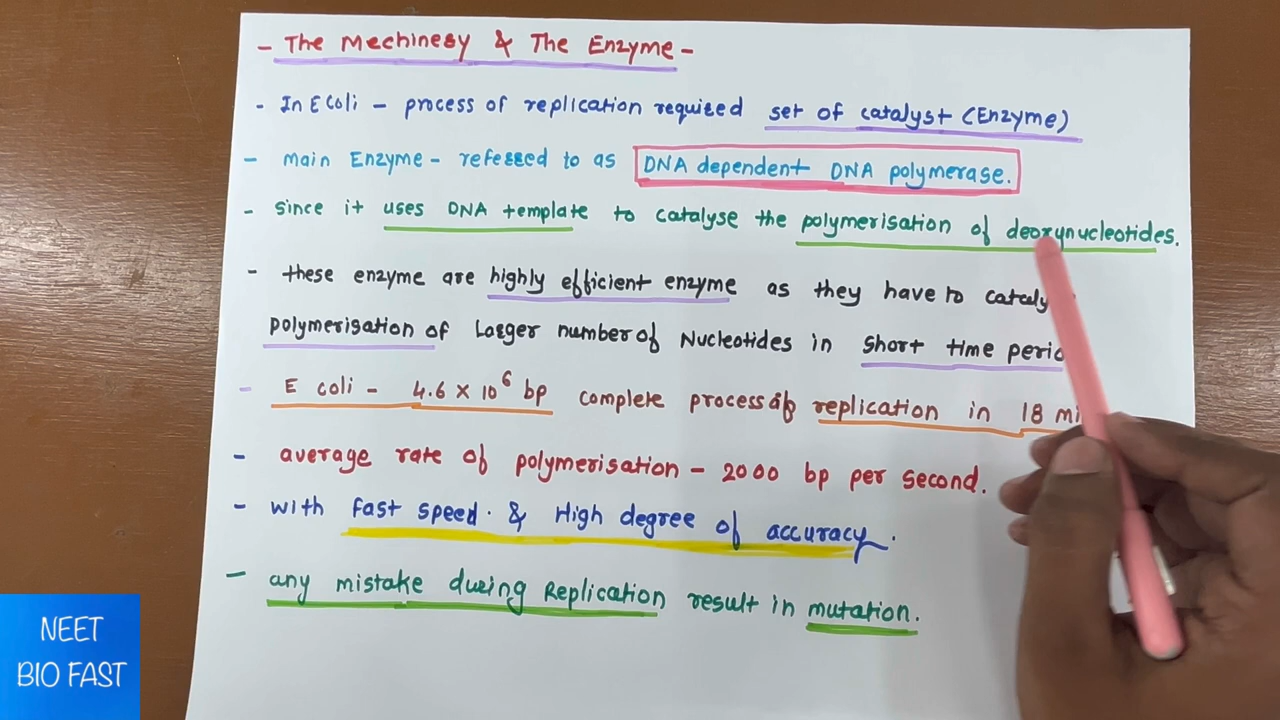 - The Mechinery & The Enzyme -
- In E Coli - process of replication required set of catalyst (Enzyme)
- main Enzyme - referred to as DNA dependent DNA polymerase.
- since it uses DNA template to catalyse the polymerisation of deoxynucleotides.
- these enzyme are highly efficient enzyme as they have to
polymerisation of Larger number of Nucleotides in short time
- E coli - 4.6 x 10⁶ bp complete process of replication in 18
- average rate of polymerisation - 2000 bp per second.
- with fast speed. & High degree of accuracy.
- any mistake during Replication result in mutation.
NEET
BIO FAST